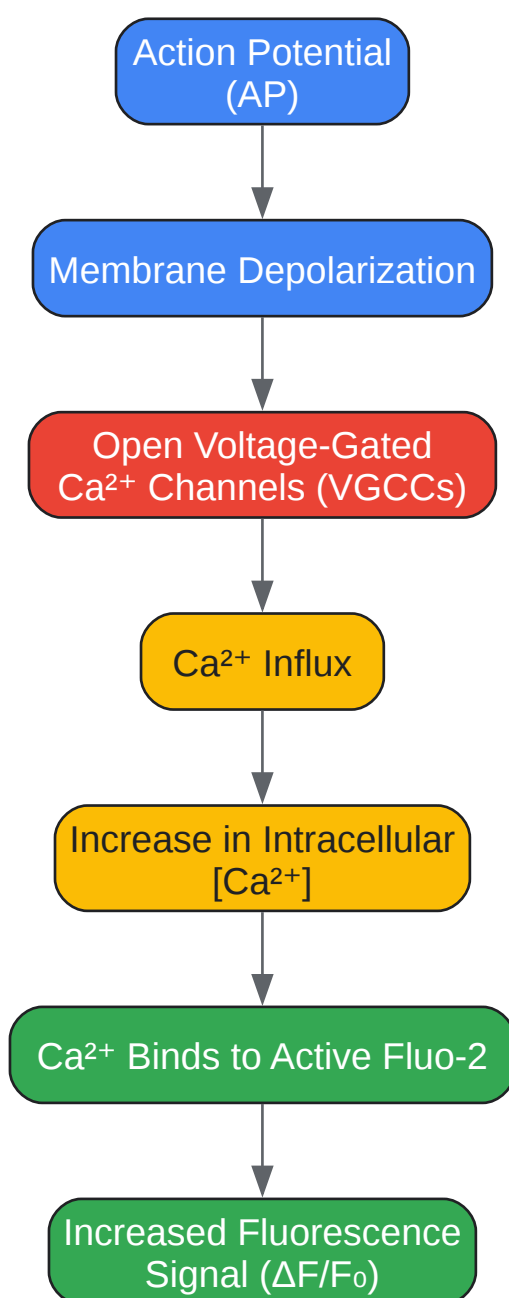 Action Potential
(AP)
Membrane Depolarization
Open Voltage-Gated
Ca²⁺ Channels (VGCCs)
Ca²⁺ Influx
Increase in Intracellular
[Ca²⁺]
Ca²⁺ Binds to Active Fluo-2
Increased Fluorescence
Signal (ΔF/F₀)